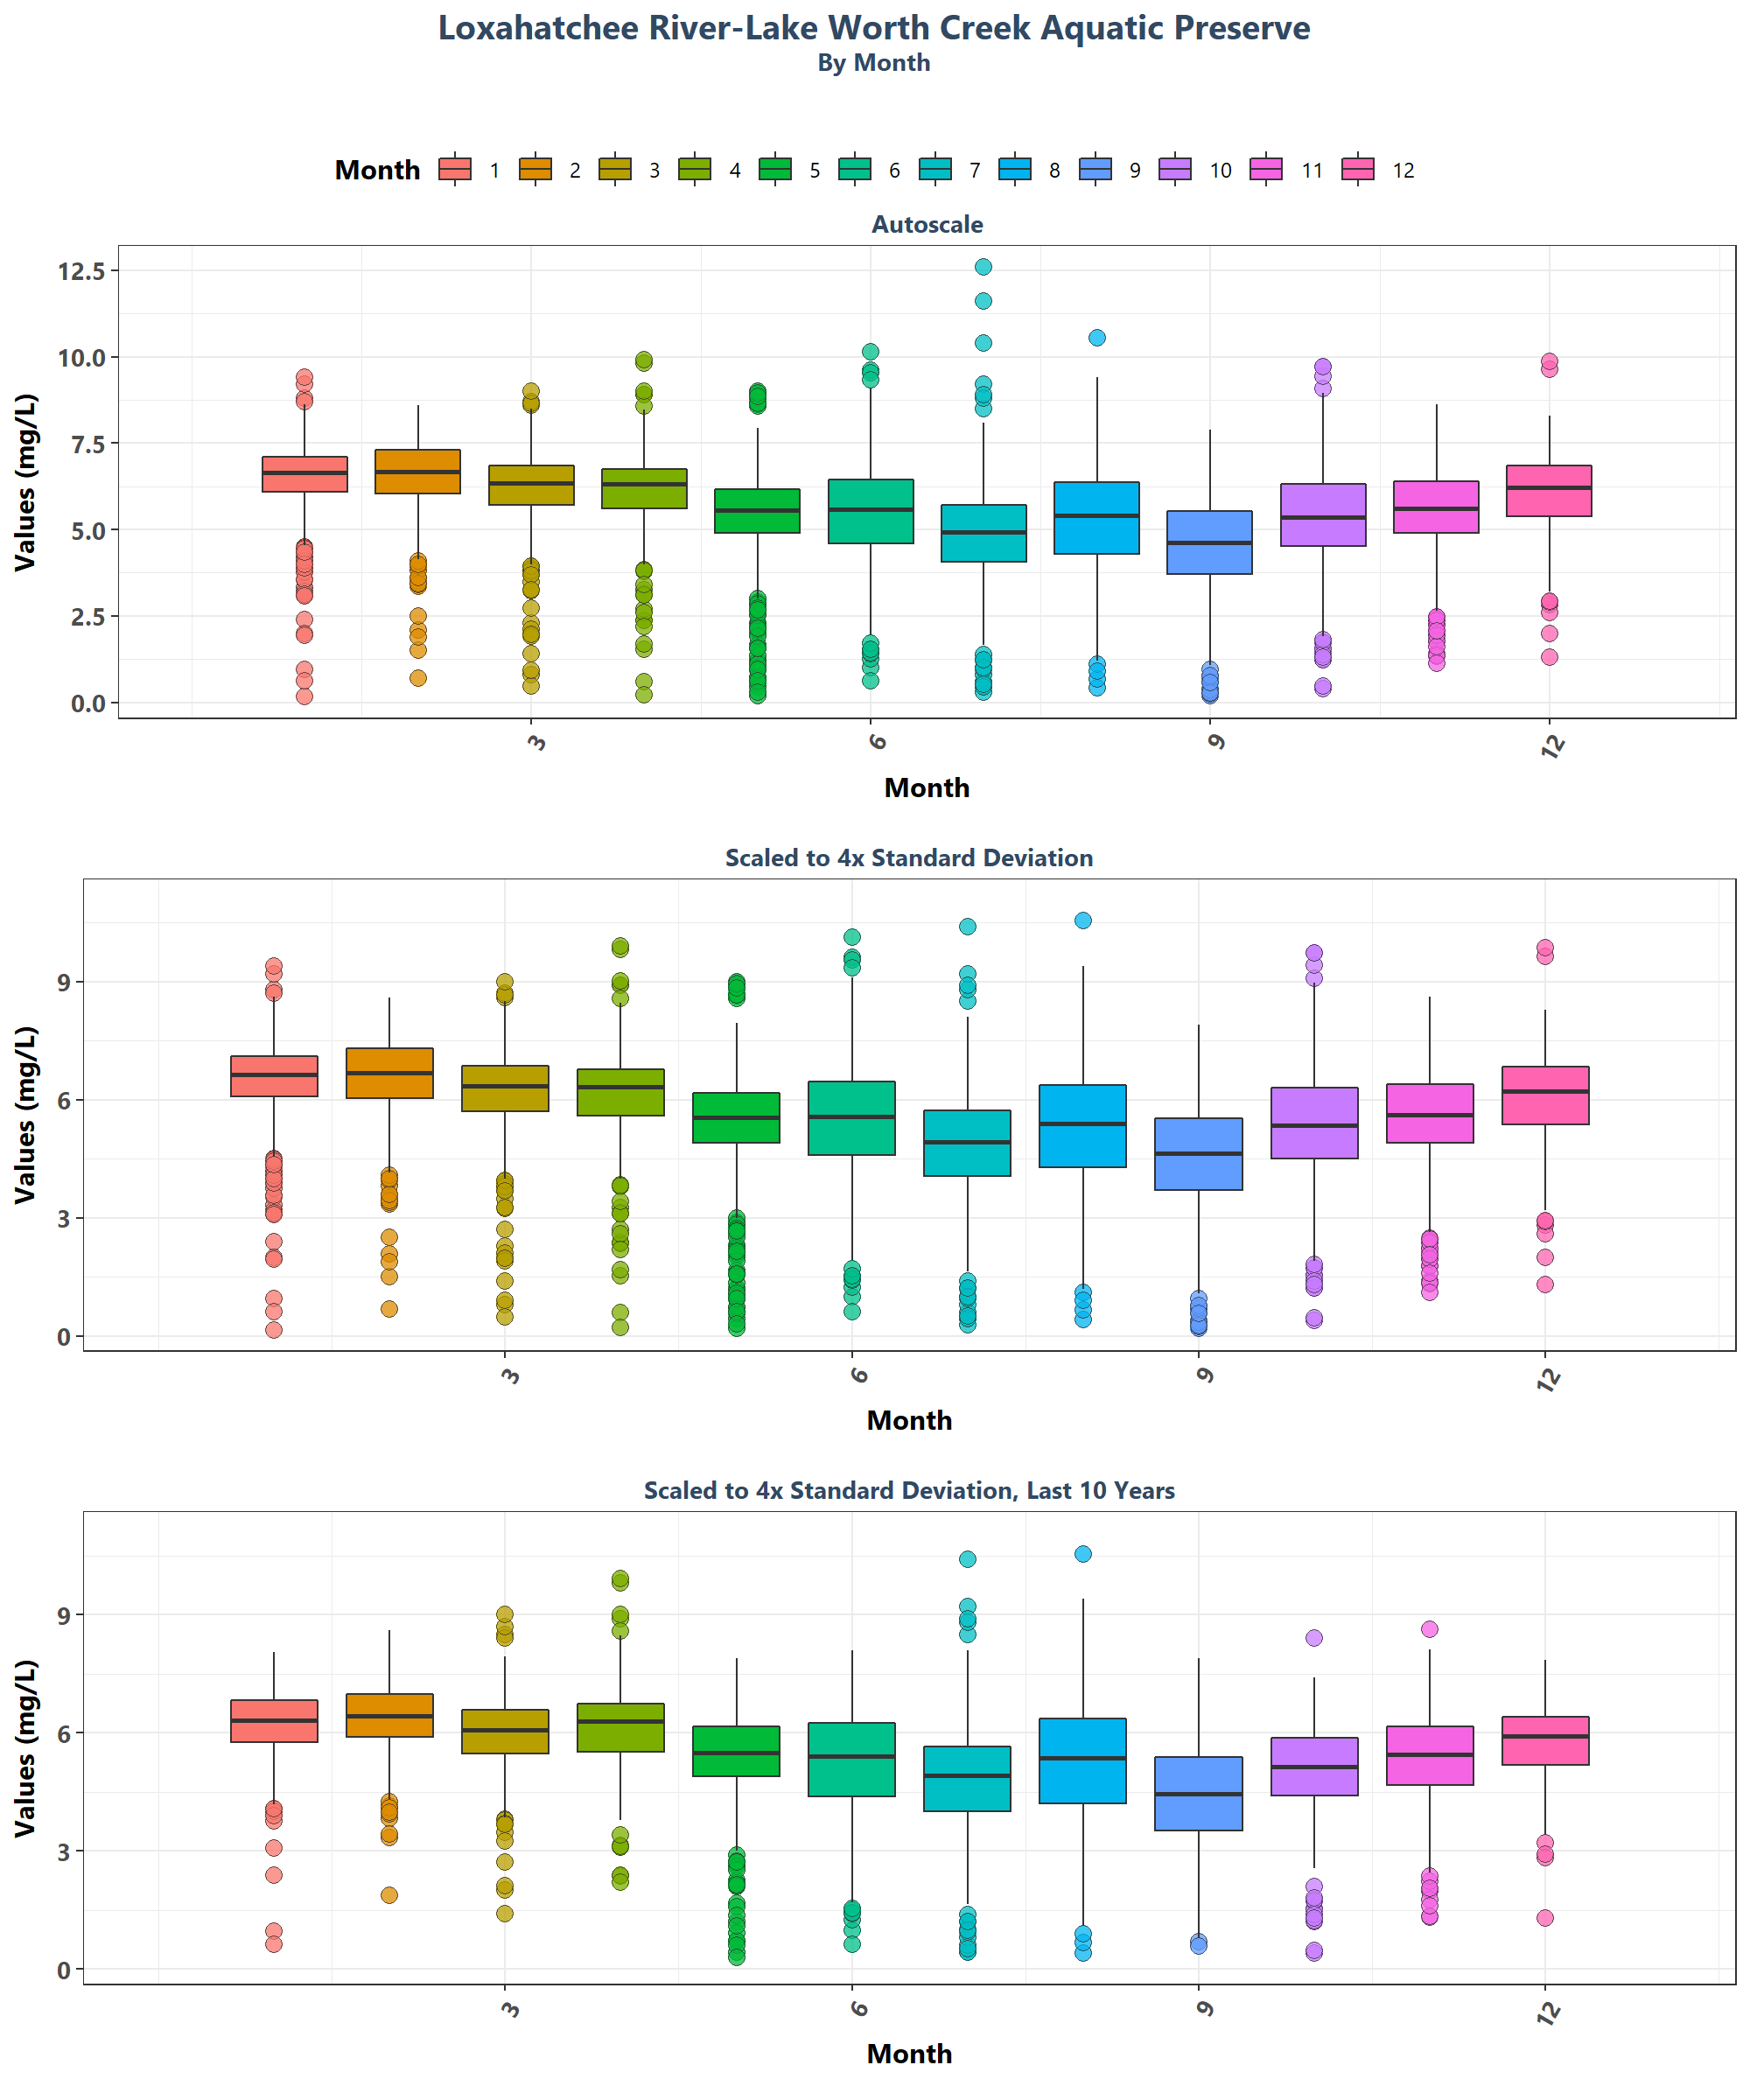 Loxahatchee River-Lake Worth Creek Aquatic Preserve
By Month
Month 1 2 3 4 5 6 7 8 9 10 11 12
Autoscale
Values (mg/L)
12.5
10.0
7.5
5.0
2.5
0.0
3 6 9 12
Month
Scaled to 4x Standard Deviation
Values (mg/L)
9
6
3
0
3 6 9 12
Month
Scaled to 4x Standard Deviation, Last 10 Years
Values (mg/L)
9
6
3
0
3 6 9 12
Month